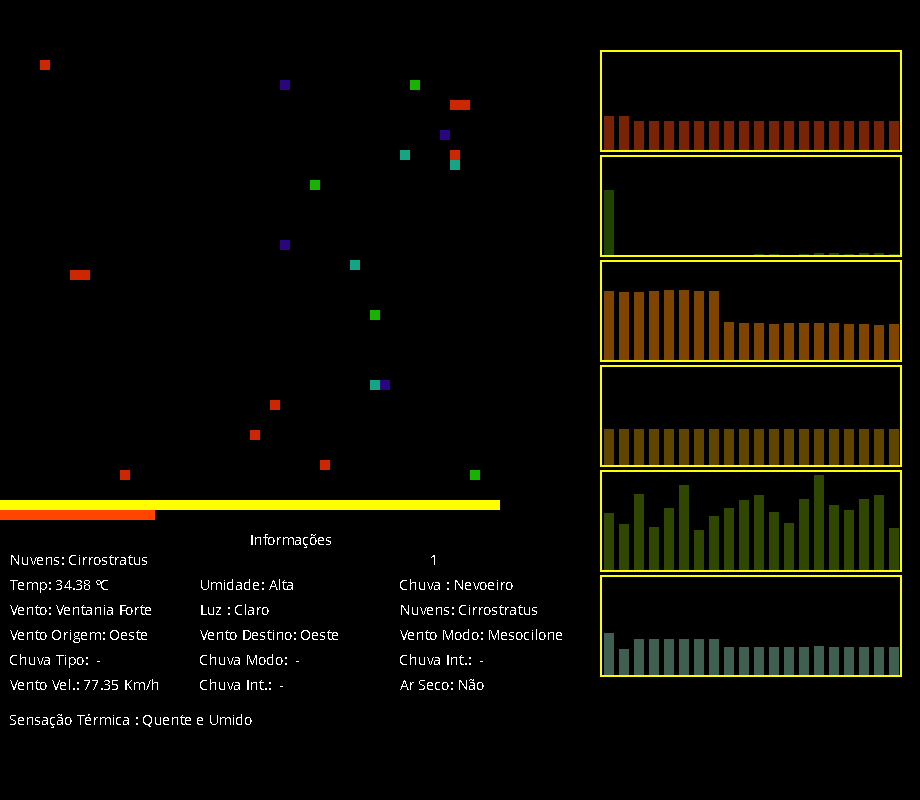 Informações
Nuvens: Cirrostratus 1
Temp: 34.38 ºC Umidade: Alta Chuva : Nevoeiro
Vento: Ventania Forte Luz : Claro Nuvens: Cirrostratus
Vento Origem: Oeste Vento Destino: Oeste Vento Modo: Mesocilone
Chuva Tipo: - Chuva Modo: - Chuva Int.: -
Vento Vel.: 77.35 Km/h Chuva Int.: - Ar Seco: Não
Sensação Térmica : Quente e Umido